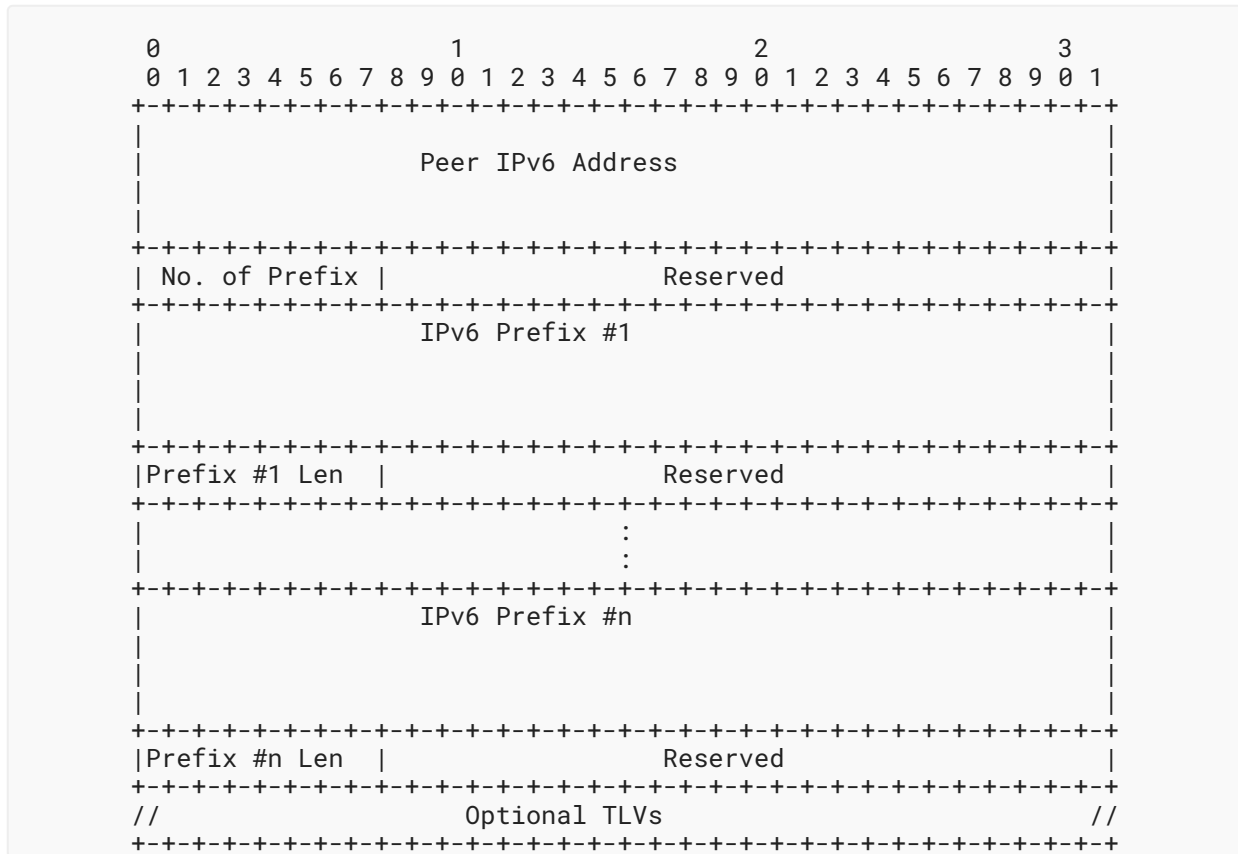 0                   1                   2                   3
 0 1 2 3 4 5 6 7 8 9 0 1 2 3 4 5 6 7 8 9 0 1 2 3 4 5 6 7 8 9 0 1
+-+-+-+-+-+-+-+-+-+-+-+-+-+-+-+-+-+-+-+-+-+-+-+-+-+-+-+-+-+-+-+-+
|                                                               |
|                  Peer IPv6 Address                            |
|                                                               |
|                                                               |
+-+-+-+-+-+-+-+-+-+-+-+-+-+-+-+-+-+-+-+-+-+-+-+-+-+-+-+-+-+-+-+-+
| No. of Prefix |                  Reserved                     |
+-+-+-+-+-+-+-+-+-+-+-+-+-+-+-+-+-+-+-+-+-+-+-+-+-+-+-+-+-+-+-+-+
|                  IPv6 Prefix #1                               |
|                                                               |
|                                                               |
|                                                               |
+-+-+-+-+-+-+-+-+-+-+-+-+-+-+-+-+-+-+-+-+-+-+-+-+-+-+-+-+-+-+-+-+
|Prefix #1 Len  |                  Reserved                     |
+-+-+-+-+-+-+-+-+-+-+-+-+-+-+-+-+-+-+-+-+-+-+-+-+-+-+-+-+-+-+-+-+
|                               :                               |
|                               :                               |
+-+-+-+-+-+-+-+-+-+-+-+-+-+-+-+-+-+-+-+-+-+-+-+-+-+-+-+-+-+-+-+-+
|                  IPv6 Prefix #n                               |
|                                                               |
|                                                               |
|                                                               |
+-+-+-+-+-+-+-+-+-+-+-+-+-+-+-+-+-+-+-+-+-+-+-+-+-+-+-+-+-+-+-+-+
|Prefix #n Len  |                  Reserved                     |
+-+-+-+-+-+-+-+-+-+-+-+-+-+-+-+-+-+-+-+-+-+-+-+-+-+-+-+-+-+-+-+-+
//                    Optional TLVs                            //
+-+-+-+-+-+-+-+-+-+-+-+-+-+-+-+-+-+-+-+-+-+-+-+-+-+-+-+-+-+-+-+-+